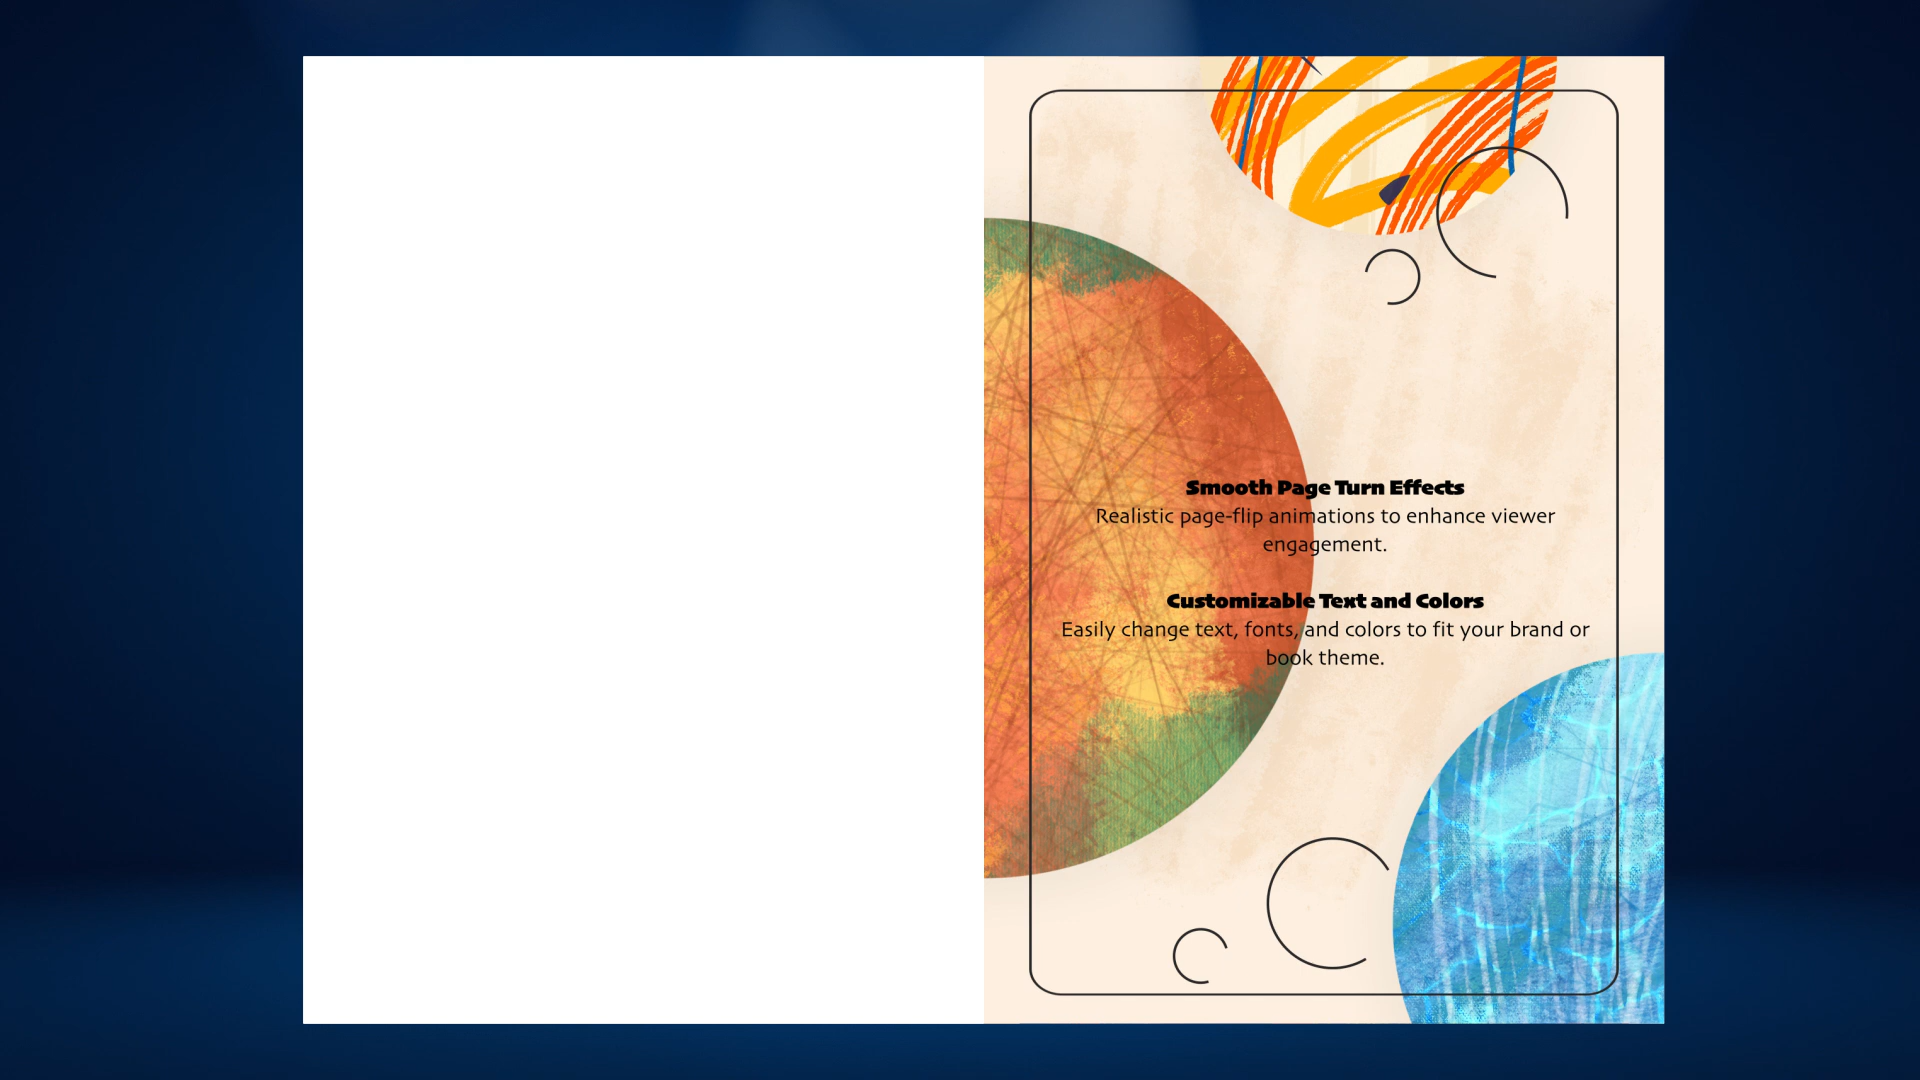 Smooth Page Turn Effects
Realistic page-flip animations to enhance viewer
engagement.
Customizable Text and Colors
Easily change text, fonts, and colors to fit your brand or
book theme.